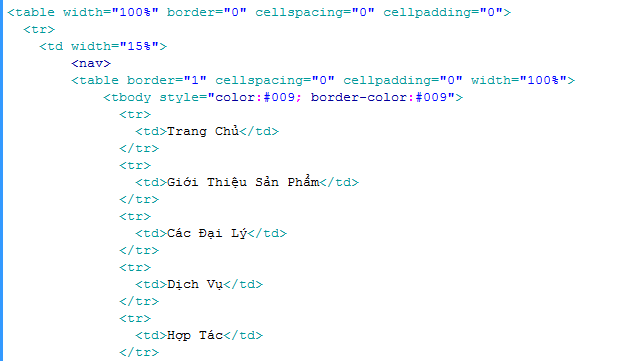 <table width="100%" border="0" cellspacing="0" cellpadding="0">
<tr>
<td width="15%">
<nav>
<table border="1" cellspacing="0" cellpadding="0" width="100%">
<tbody style="color:#009; border-color:#009">
<tr>
<td>Trang Chủ</td>
</tr>
<tr>
<td>Giới Thiệu Sản Phẩm</td>
</tr>
<tr>
<td>Các Đại Lý</td>
</tr>
<tr>
<td>Dịch Vụ</td>
</tr>
<tr>
<td>Hợp Tác</td>
</tr>